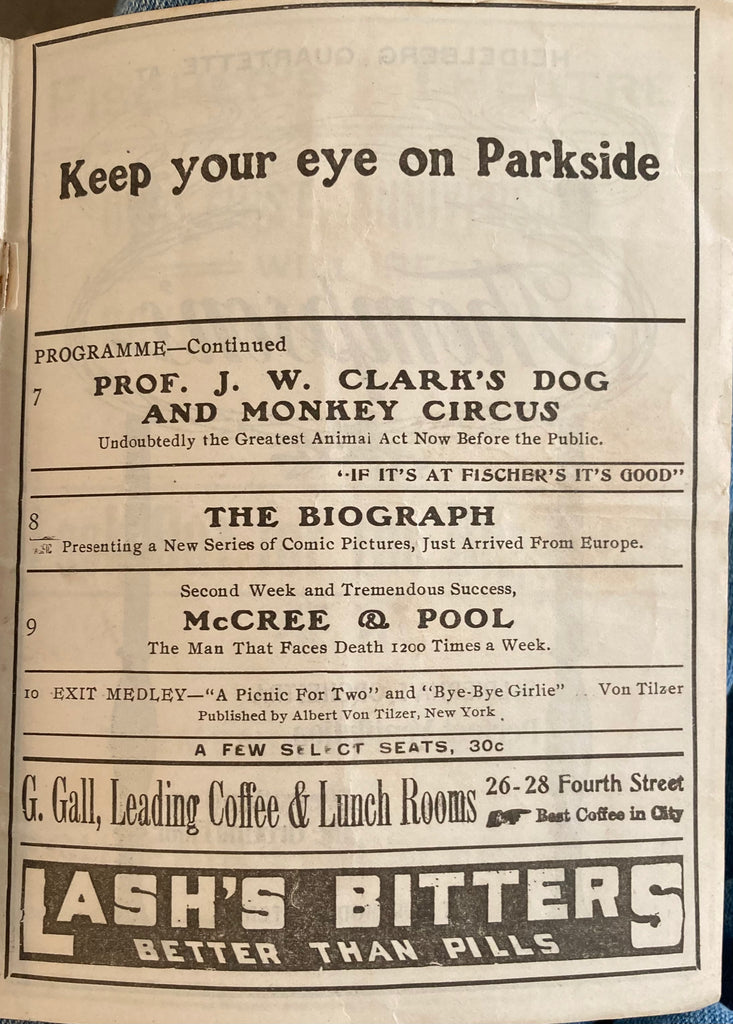 Keep your eye on Parkside
PROGRAMME—Continued
7 PROF. J. W. CLARK'S DOG
AND MONKEY CIRCUS
Undoubtedly the Greatest Animal Act Now Before the Public.
"IF IT'S AT FISCHER'S IT'S GOOD"
8 THE BIOGRAPH
Presenting a New Series of Comic Pictures, Just Arrived From Europe.
Second Week and Tremendous Success,
9 McCREE & POOL
The Man That Faces Death 1200 Times a Week.
10 EXIT MEDLEY—"A Picnic For Two" and "Bye-Bye Girlie" .. Von Tilzer
Published by Albert Von Tilzer, New York .
A FEW SELECT SEATS, 30c
G. Gall, Leading Coffee & Lunch Rooms 26-28 Fourth Street
Best Coffee in City
LASH'S BITTERS
BETTER THAN PILLS